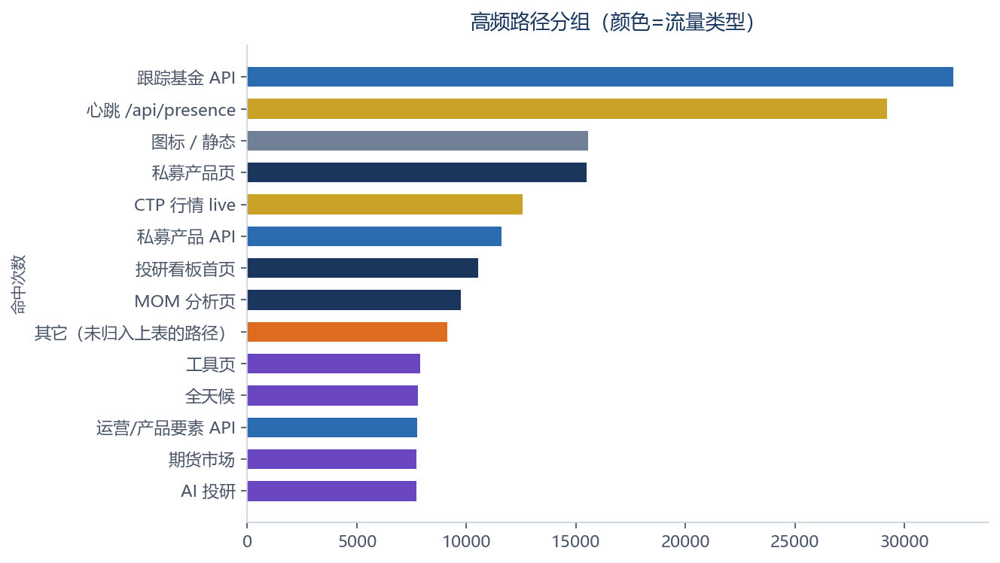 高频路径分组（颜色=流量类型）
跟踪基金 API
心跳 /api/presence
图标 / 静态
私募产品页
CTP 行情 live
私募产品 API
投研看板首页
MOM 分析页
其它（未归入上表的路径）
工具页
全天候
运营/产品要素 API
期货市场
AI 投研
命中次数
0 5000 10000 15000 20000 25000 30000